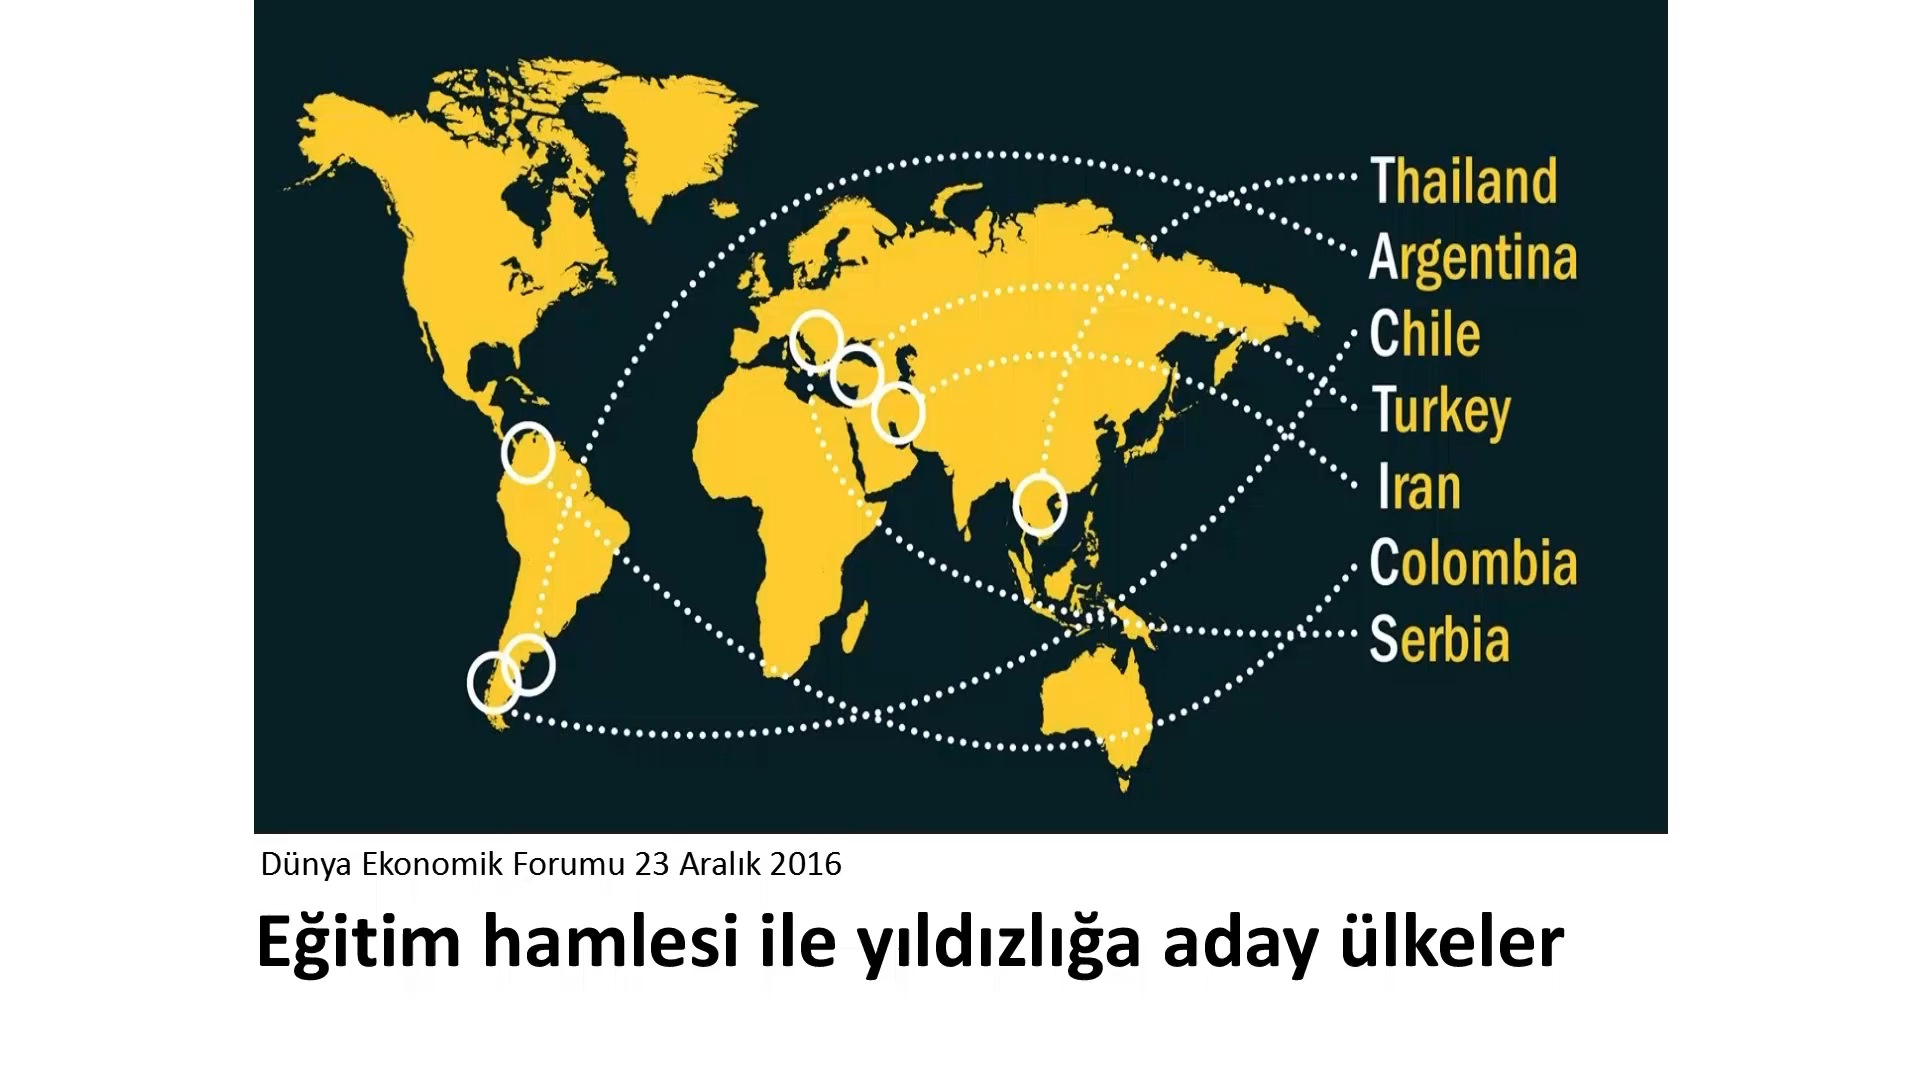 Thailand
Argentina
Chile
Turkey
Iran
Colombia
Serbia
Dünya Ekonomik Forumu 23 Aralık 2016
Eğitim hamlesi ile yıldızlığa aday ülkeler